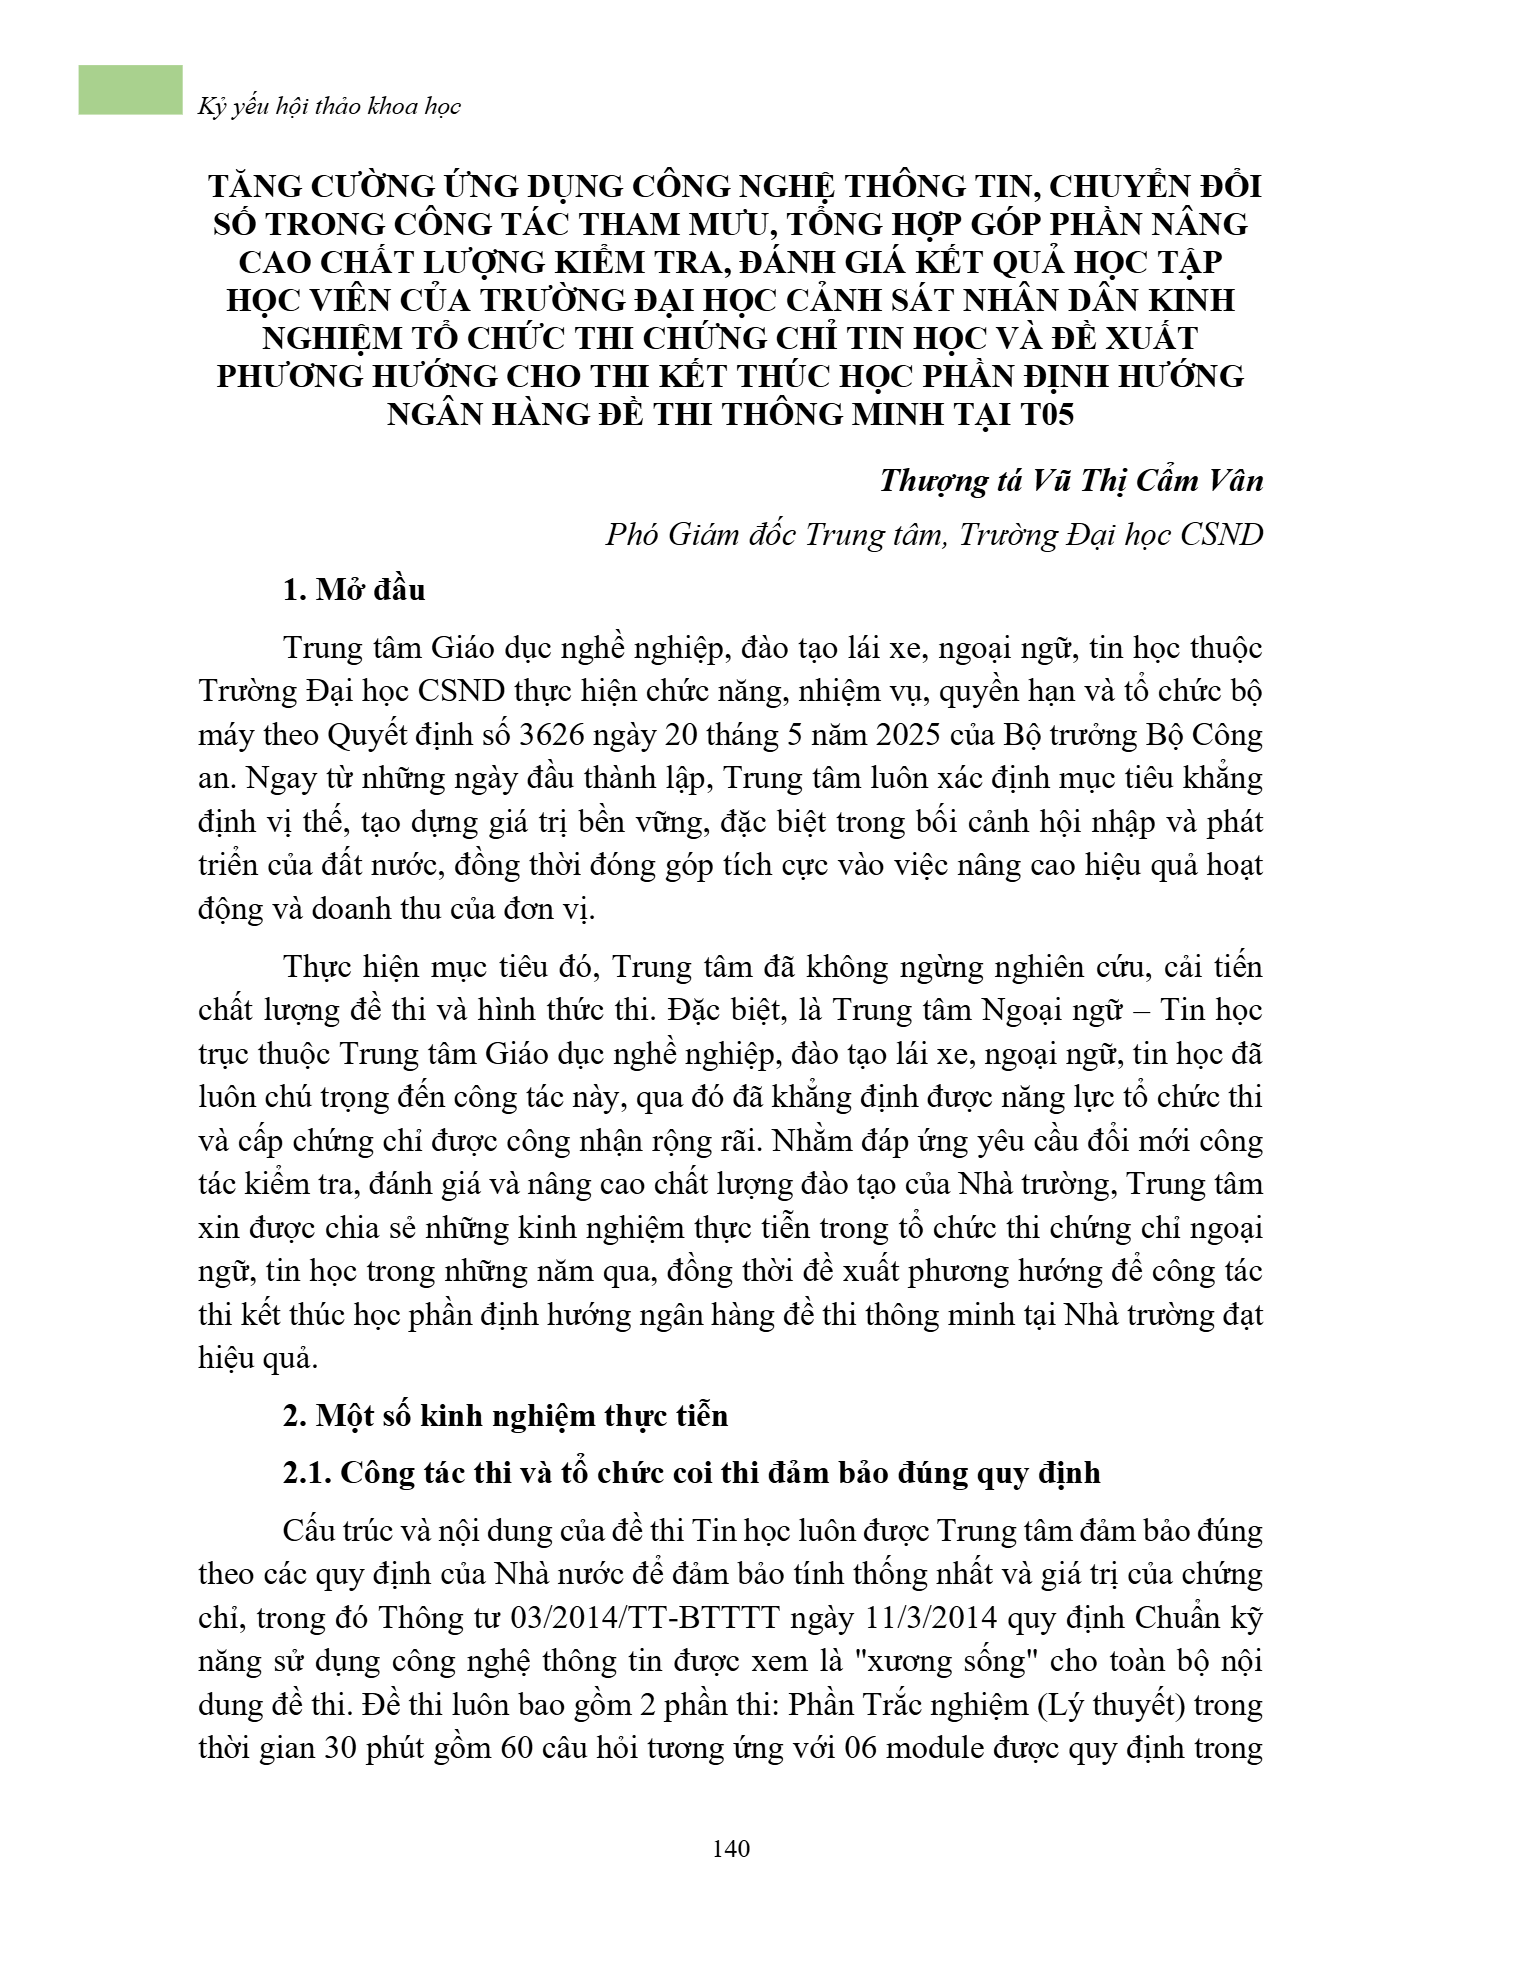 Kỷ yếu hội thảo khoa học
TĂNG CƯỜNG ỨNG DỤNG CÔNG NGHỆ THÔNG TIN, CHUYỂN ĐỔI
SỐ TRONG CÔNG TÁC THAM MƯU, TỔNG HỢP GÓP PHẦN NÂNG
CAO CHẤT LƯỢNG KIỂM TRA, ĐÁNH GIÁ KẾT QUẢ HỌC TẬP
HỌC VIÊN CỦA TRƯỜNG ĐẠI HỌC CẢNH SÁT NHÂN DÂN KINH
NGHIỆM TỔ CHỨC THI CHỨNG CHỈ TIN HỌC VÀ ĐỀ XUẤT
PHƯƠNG HƯỚNG CHO THI KẾT THÚC HỌC PHẦN ĐỊNH HƯỚNG
NGÂN HÀNG ĐỀ THI THÔNG MINH TẠI T05
Thượng tá Vũ Thị Cẩm Vân
Phó Giám đốc Trung tâm, Trường Đại học CSND
1. Mở đầu
Trung tâm Giáo dục nghề nghiệp, đào tạo lái xe, ngoại ngữ, tin học thuộc
Trường Đại học CSND thực hiện chức năng, nhiệm vụ, quyền hạn và tổ chức bộ
máy theo Quyết định số 3626 ngày 20 tháng 5 năm 2025 của Bộ trưởng Bộ Công
an. Ngay từ những ngày đầu thành lập, Trung tâm luôn xác định mục tiêu khẳng
định vị thế, tạo dựng giá trị bền vững, đặc biệt trong bối cảnh hội nhập và phát
triển của đất nước, đồng thời đóng góp tích cực vào việc nâng cao hiệu quả hoạt
động và doanh thu của đơn vị.
Thực hiện mục tiêu đó, Trung tâm đã không ngừng nghiên cứu, cải tiến
chất lượng đề thi và hình thức thi. Đặc biệt, là Trung tâm Ngoại ngữ – Tin học
trục thuộc Trung tâm Giáo dục nghề nghiệp, đào tạo lái xe, ngoại ngữ, tin học đã
luôn chú trọng đến công tác này, qua đó đã khẳng định được năng lực tổ chức thi
và cấp chứng chỉ được công nhận rộng rãi. Nhằm đáp ứng yêu cầu đổi mới công
tác kiểm tra, đánh giá và nâng cao chất lượng đào tạo của Nhà trường, Trung tâm
xin được chia sẻ những kinh nghiệm thực tiễn trong tổ chức thi chứng chỉ ngoại
ngữ, tin học trong những năm qua, đồng thời đề xuất phương hướng để công tác
thi kết thúc học phần định hướng ngân hàng đề thi thông minh tại Nhà trường đạt
hiệu quả.
2. Một số kinh nghiệm thực tiễn
2.1. Công tác thi và tổ chức coi thi đảm bảo đúng quy định
Cấu trúc và nội dung của đề thi Tin học luôn được Trung tâm đảm bảo đúng
theo các quy định của Nhà nước để đảm bảo tính thống nhất và giá trị của chứng
chỉ, trong đó Thông tư 03/2014/TT-BTTTT ngày 11/3/2014 quy định Chuẩn kỹ
năng sử dụng công nghệ thông tin được xem là "xương sống" cho toàn bộ nội
dung đề thi. Đề thi luôn bao gồm 2 phần thi: Phần Trắc nghiệm (Lý thuyết) trong
thời gian 30 phút gồm 60 câu hỏi tương ứng với 06 module được quy định trong
140